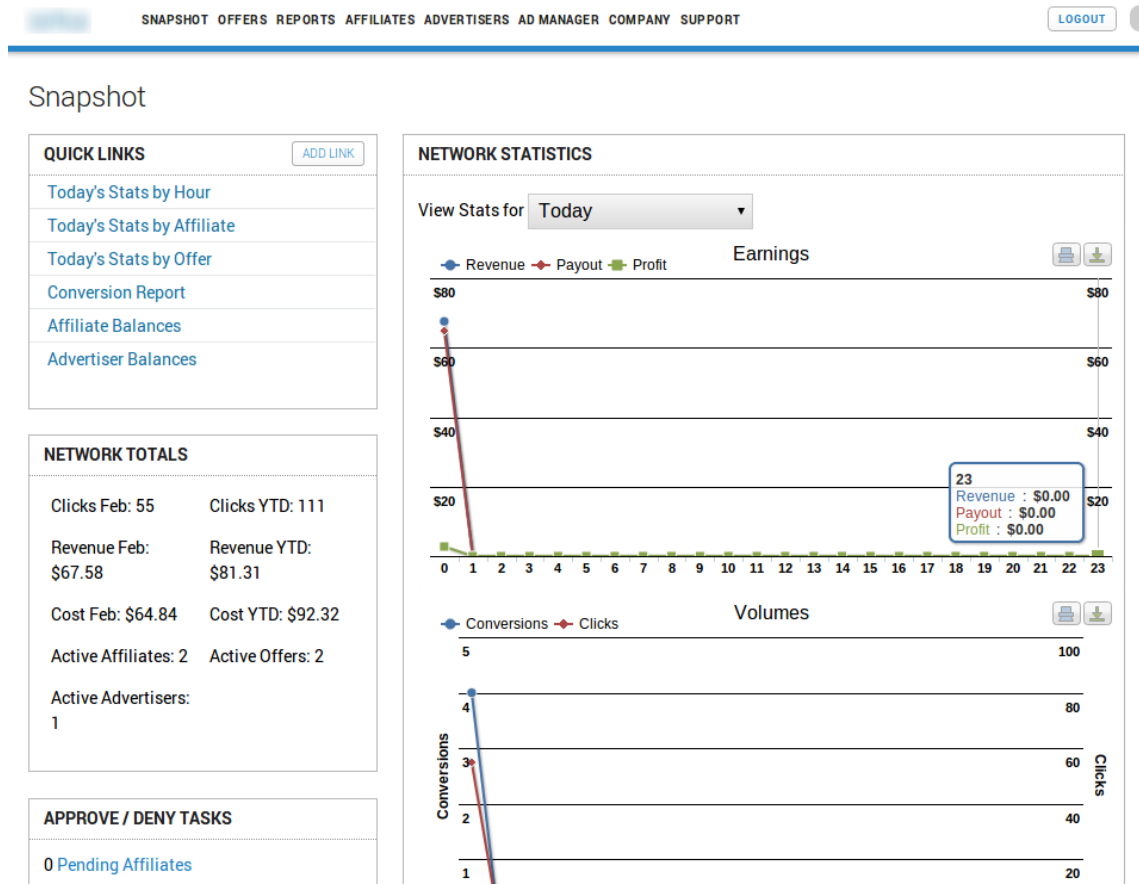 SNAPSHOT OFFERS REPORTS AFFILIATES ADVERTISERS AD MANAGER COMPANY SUPPORT
LOGOUT
Snapshot
QUICK LINKS
ADD LINK
Today's Stats by Hour
Today's Stats by Affiliate
Today's Stats by Offer
Conversion Report
Affiliate Balances
Advertiser Balances
NETWORK TOTALS
Clicks Feb: 55 Clicks YTD: 111
Revenue Feb: Revenue YTD:
$67.58 $81.31
Cost Feb: $64.84 Cost YTD: $92.32
Active Affiliates: 2 Active Offers: 2
Active Advertisers:
1
APPROVE / DENY TASKS
0 Pending Affiliates
NETWORK STATISTICS
View Stats for Today
Earnings
Revenue Payout Profit
$80 $80
$60 $60
$40 $40
$20 $20
23
Revenue : $0.00
Payout : $0.00
Profit : $0.00
0 1 2 3 4 5 6 7 8 9 10 11 12 13 14 15 16 17 18 19 20 21 22 23
Volumes
Conversions Clicks
5 100
4 80
3 60
2 40
1 20
Conversions
Clicks